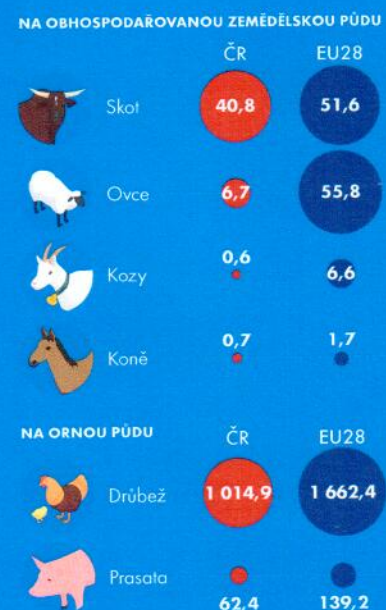 NA OBHOSPODAŘOVANOU ZEMĚDĚLSKOU PŮDU
ČR EU28
Skot 40,8 51,6
Ovce 6,7 55,8
Kozy 0,6 6,6
Koně 0,7 1,7
NA ORNOU PŮDU ČR EU28
Drůbež 1 014,9 1 662,4
Prasata 62,4 139,2